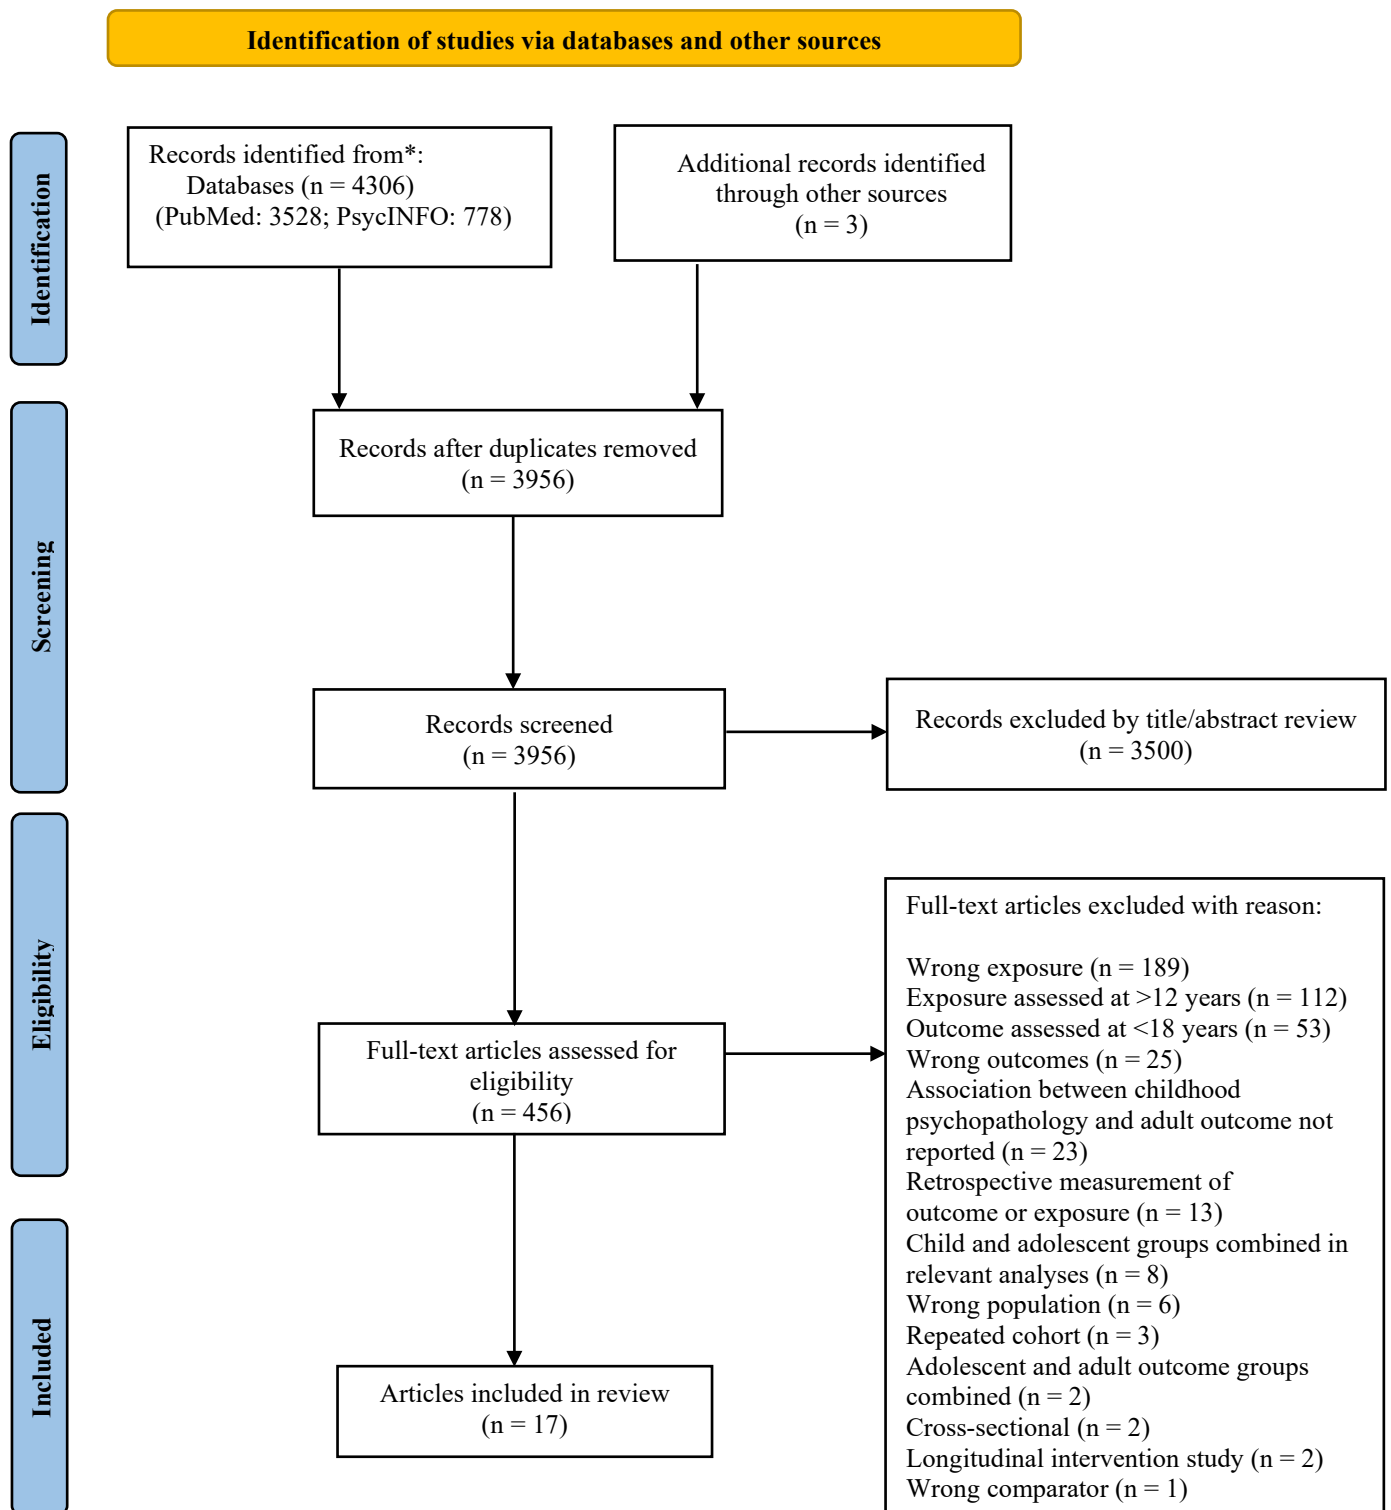 Identification of studies via databases and other sources
Identification
Records identified from*:
Databases (n = 4306)
(PubMed: 3528; PsycINFO: 778)
Additional records identified
through other sources
(n = 3)
Screening
Records after duplicates removed
(n = 3956)
Records screened
(n = 3956)
Records excluded by title/abstract review
(n = 3500)
Eligibility
Full-text articles assessed for
eligibility
(n = 456)
Full-text articles excluded with reason:
Wrong exposure (n = 189)
Exposure assessed at >12 years (n = 112)
Outcome assessed at <18 years (n = 53)
Wrong outcomes (n = 25)
Association between childhood
psychopathology and adult outcome not
reported (n = 23)
Retrospective measurement of
outcome or exposure (n = 13)
Child and adolescent groups combined in
relevant analyses (n = 8)
Wrong population (n = 6)
Repeated cohort (n = 3)
Adolescent and adult outcome groups
combined (n = 2)
Cross-sectional (n = 2)
Longitudinal intervention study (n = 2)
Wrong comparator (n = 1)
Included
Articles included in review
(n = 17)